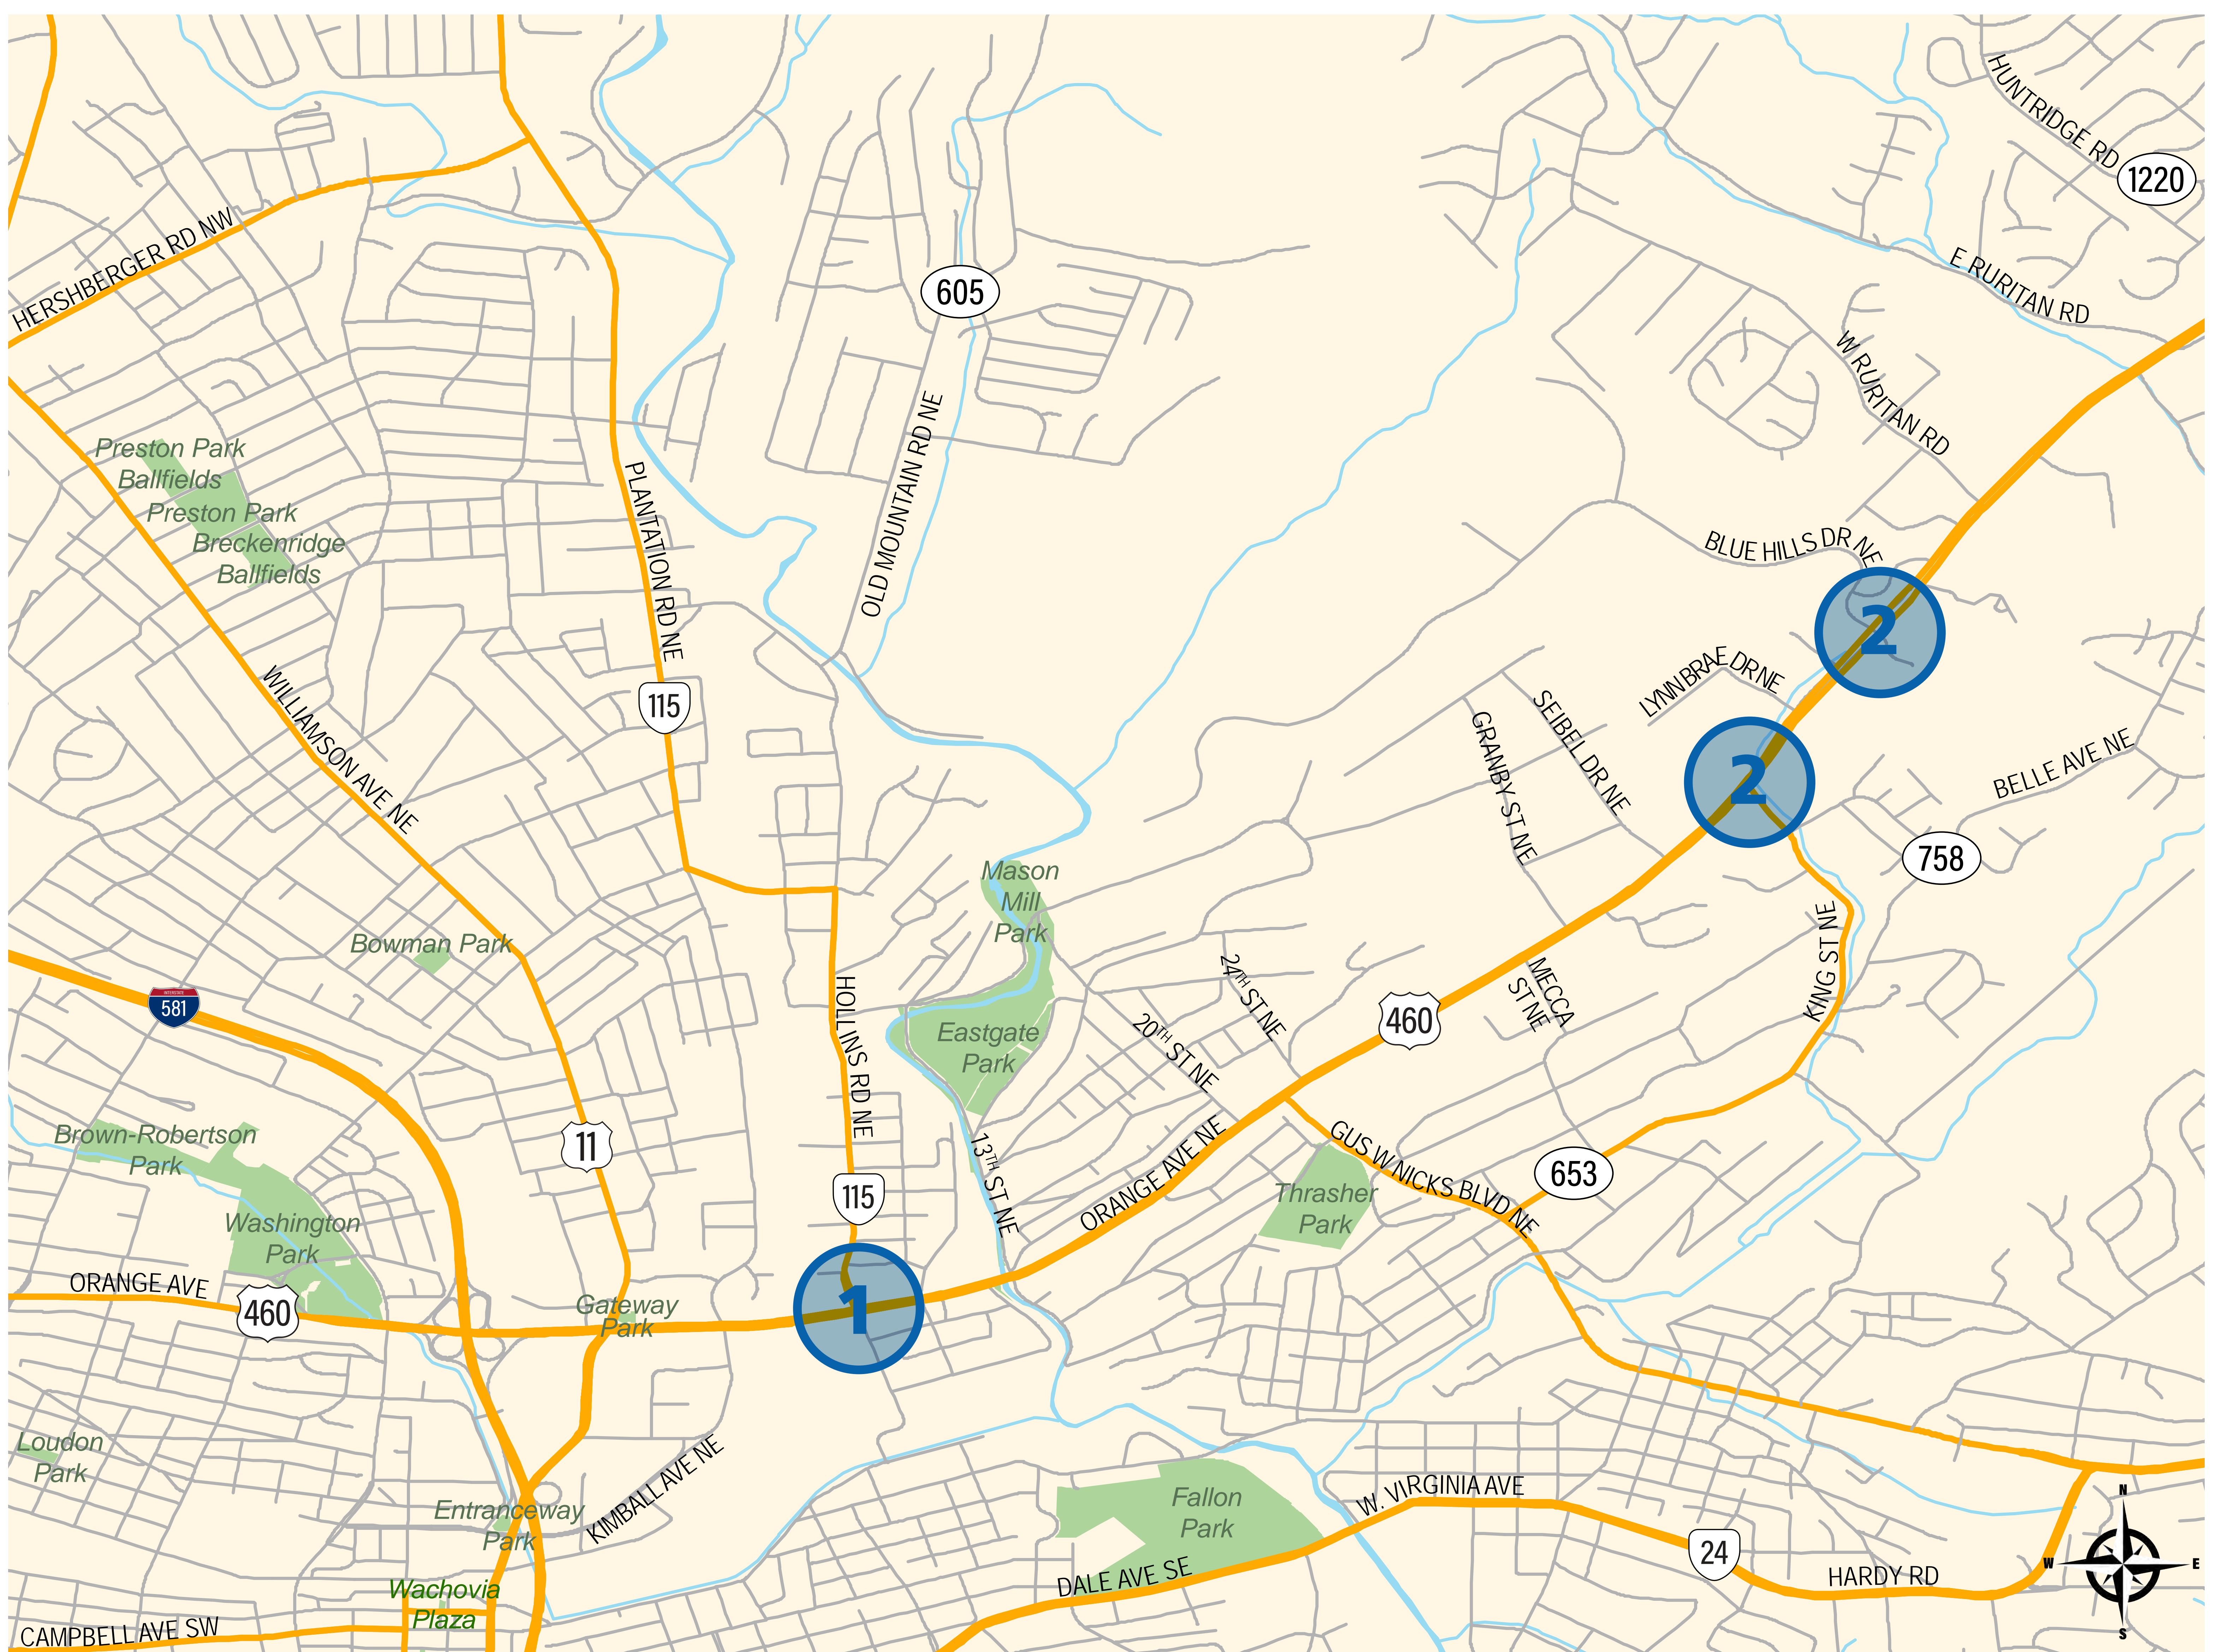 HUNTRIDGE RD
1220
HERSHBERGER RD NW
605
E RURITAN RD
W RURITAN RD
Preston Park
Ballfields
Preston Park
Breckenridge
Ballfields
PLANTATION RD NE
OLD MOUNTAIN RD NE
BLUE HILLS DR NE
2
115
WILLIAMSON AVE NE
LYNNBRAE DR NE
SEIBEL DR NE
GRANBY ST NE
2
BELLE AVE NE
758
Mason
Mill
Park
Bowman Park
KING ST NE
INTERSTATE
581
HOLLINS RD NE
24TH ST NE
MECCA
ST NE
460
Eastgate
Park
20TH ST NE
Brown-Robertson
Park
11
13TH ST NE
ORANGE AVE NE
GUS W NICKS BLVD NE
653
115
Thrasher
Park
Washington
Park
ORANGE AVE
460
Gateway
Park
1
Loudon
Park
KIMBALL AVE NE
Entranceway
Park
Fallon
Park
W. VIRGINIA AVE
24
HARDY RD
DALE AVE SE
Wachovia
Plaza
CAMPBELL AVE SW
N
W
E
S